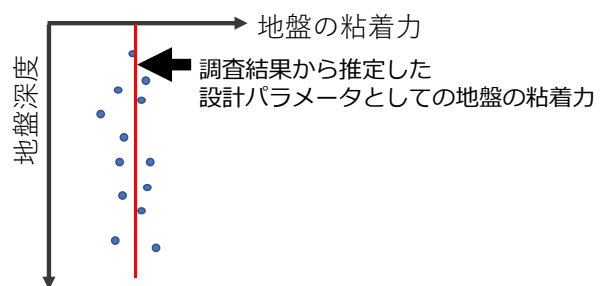 地盤の粘着力
調査結果から推定した
設計パラメータとしての地盤の粘着力
地盤深度